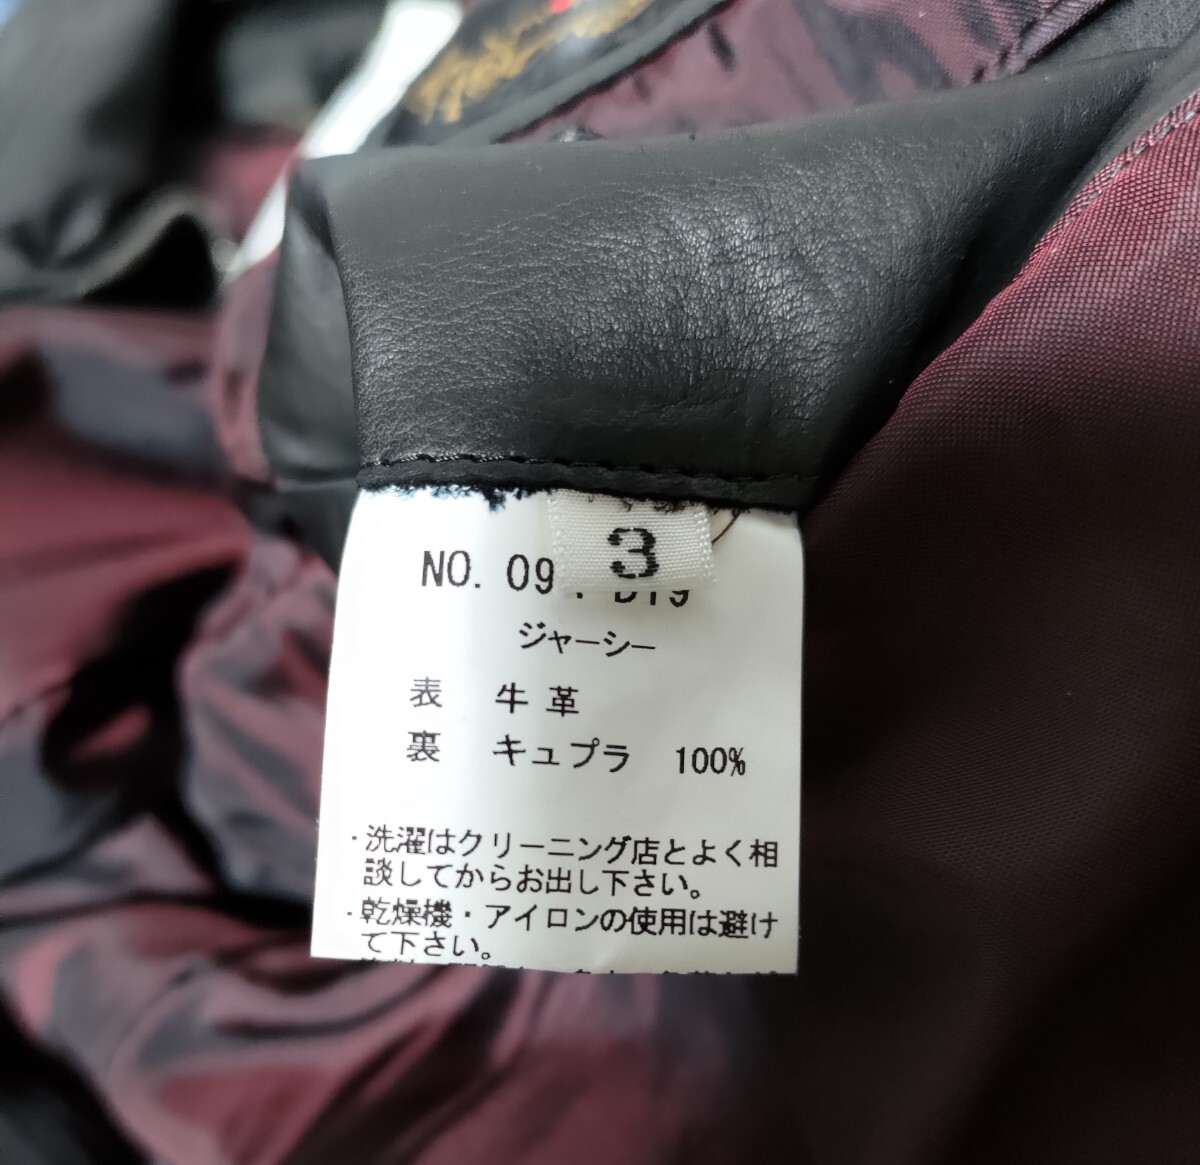 3
NO. 09
ジャーシー
表 牛革
裏 キュプラ 100%
・洗濯はクリーニング店とよく相
談してからお出し下さい。
・乾燥機・アイロンの使用は避け
て下さい。